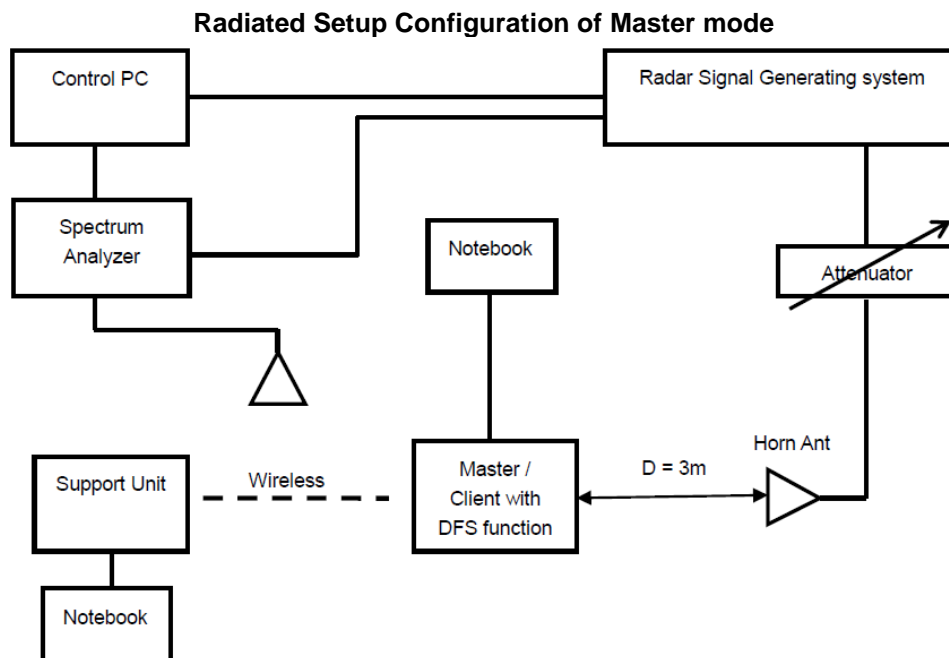 Radiated Setup Configuration of Master mode
Control PC
Radar Signal Generating system
Spectrum
Analyzer
Notebook
Attenuator
Horn Ant
Support Unit
Wireless
Master /
Client with
DFS function
D = 3m
Notebook